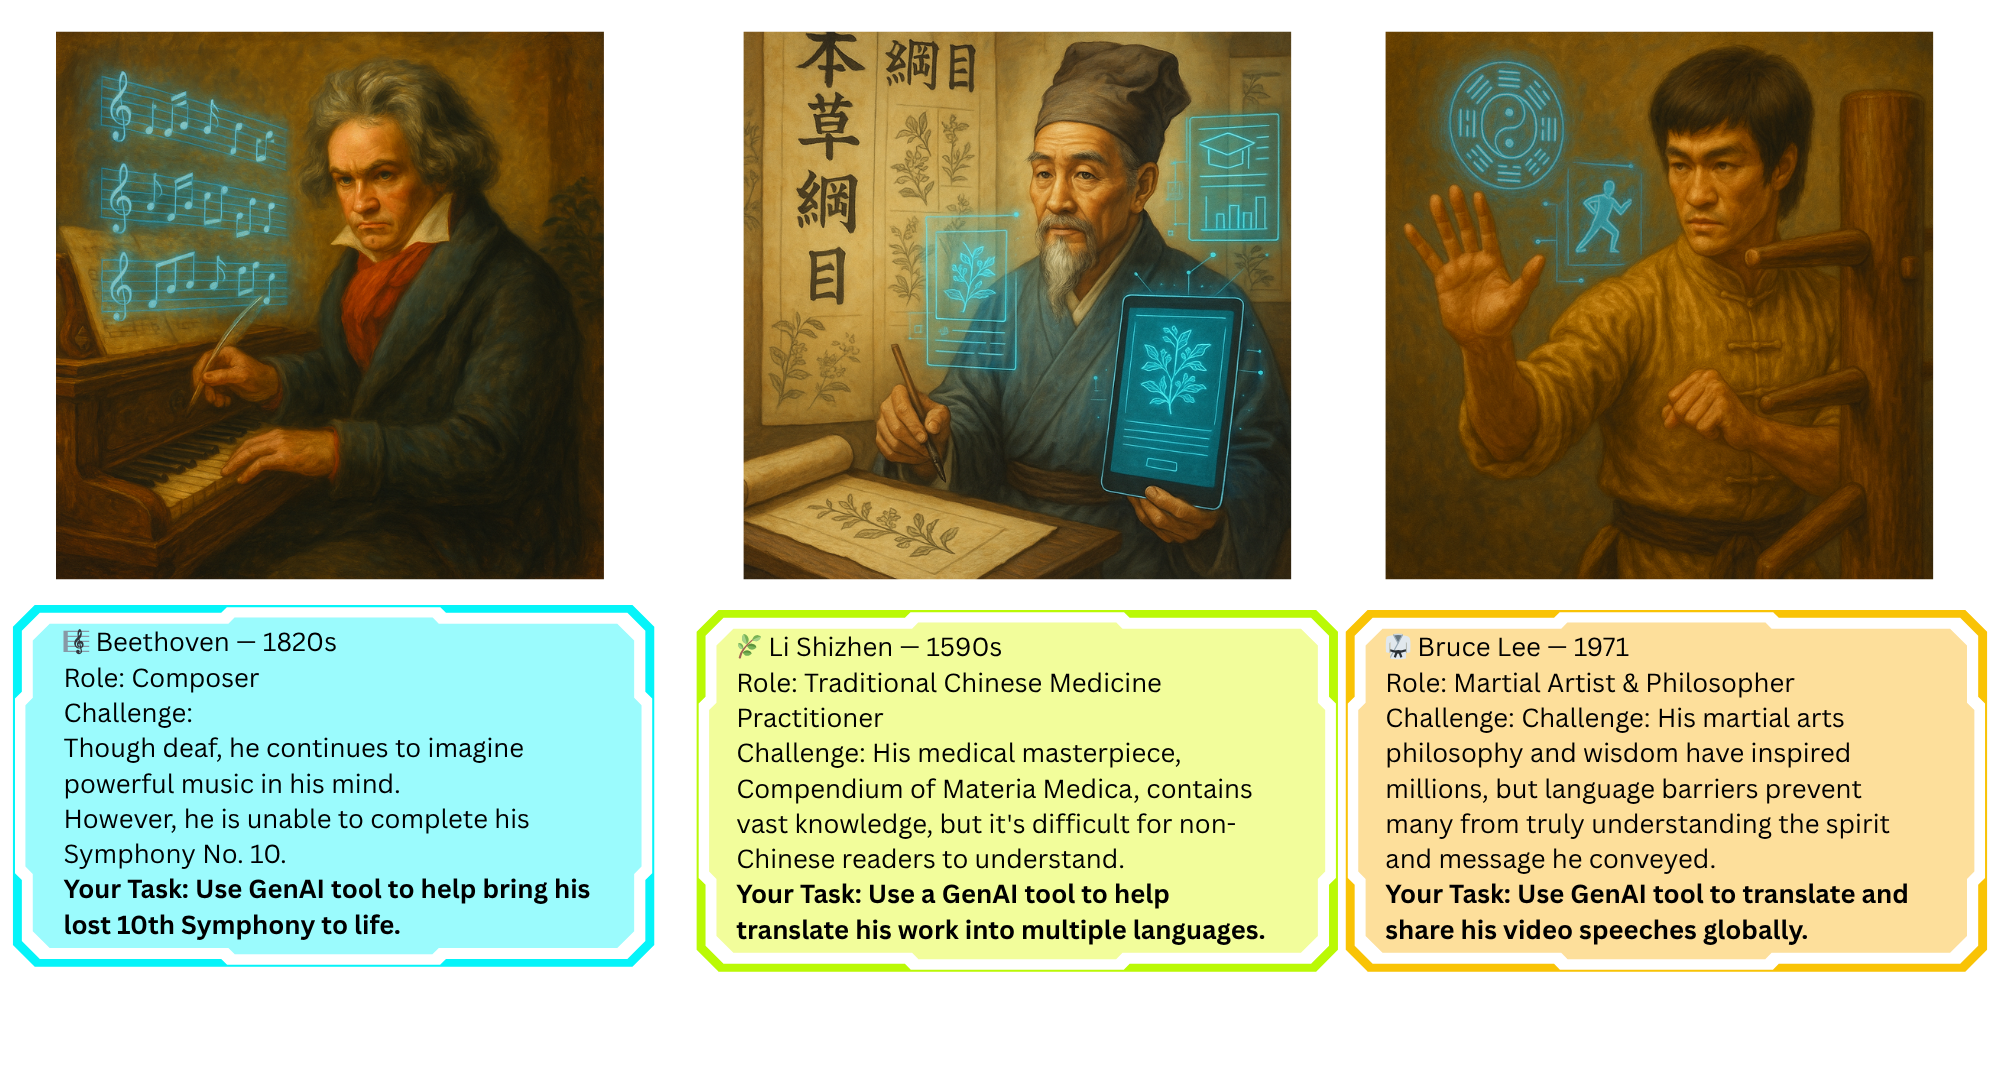 本草綱目
綱目
🎼 Beethoven — 1820s
Role: Composer
Challenge:
Though deaf, he continues to imagine
powerful music in his mind.
However, he is unable to complete his
Symphony No. 10.
Your Task: Use GenAI tool to help bring his
lost 10th Symphony to life.
🌿 Li Shizhen — 1590s
Role: Traditional Chinese Medicine
Practitioner
Challenge: His medical masterpiece,
Compendium of Materia Medica, contains
vast knowledge, but it's difficult for non-
Chinese readers to understand.
Your Task: Use a GenAI tool to help
translate his work into multiple languages.
🥋 Bruce Lee — 1971
Role: Martial Artist & Philosopher
Challenge: Challenge: His martial arts
philosophy and wisdom have inspired
millions, but language barriers prevent
many from truly understanding the spirit
and message he conveyed.
Your Task: Use GenAI tool to translate and
share his video speeches globally.